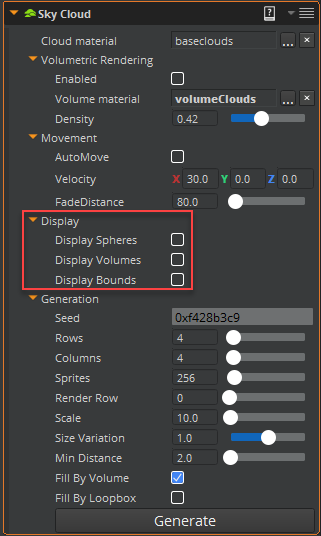 Sky Cloud
Cloud material baseclouds ...
Volumetric Rendering
Enabled
Volume material volumeClouds ...
Density 0.42
Movement
AutoMove
Velocity X 30.0 Y 0.0 Z 0.0
FadeDistance 80.0
Display
Display Spheres
Display Volumes
Display Bounds
Generation
Seed 0xf428b3c9
Rows 4
Columns 4
Sprites 256
Render Row 0
Scale 10.0
Size Variation 1.0
Min Distance 2.0
Fill By Volume
Fill By Loopbox
Generate